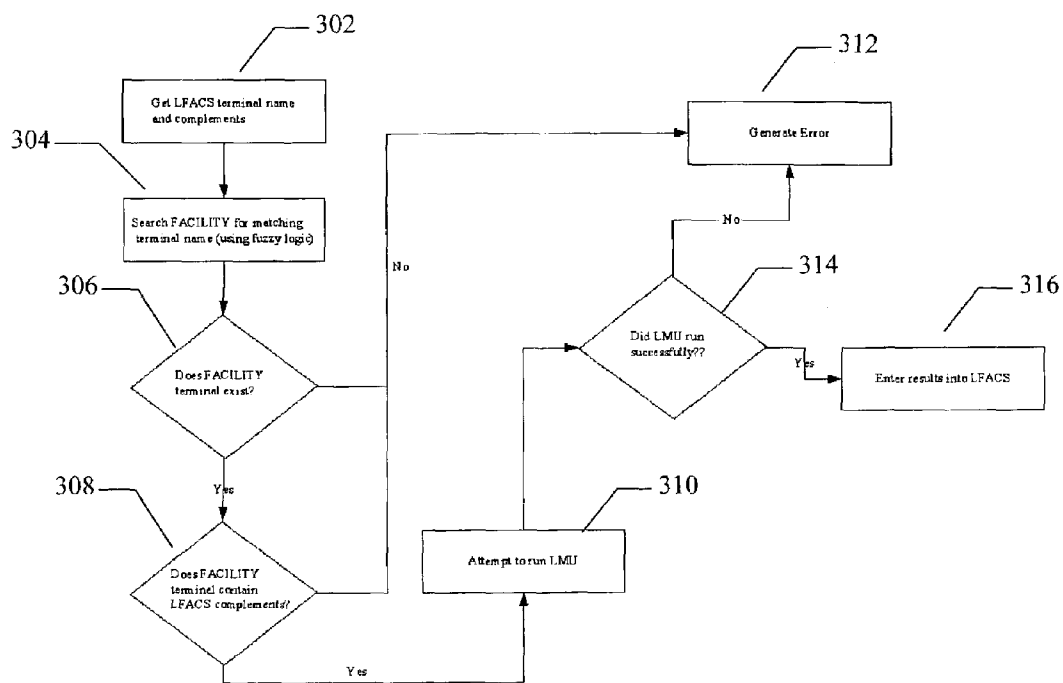 302
Get LFACS terminal name
and complements
304
Search FACILITY for matching
terminal name (using fuzzy logic)
306
Does FACILITY
terminal exist?
Yes
308
Does FACILITY
terminal contain
LFACS complements?
Yes
No
310
Attempt to run LMU
312
Generate Error
No
314
Did LMU run
successfully??
Yes
316
Enter results into LFACS